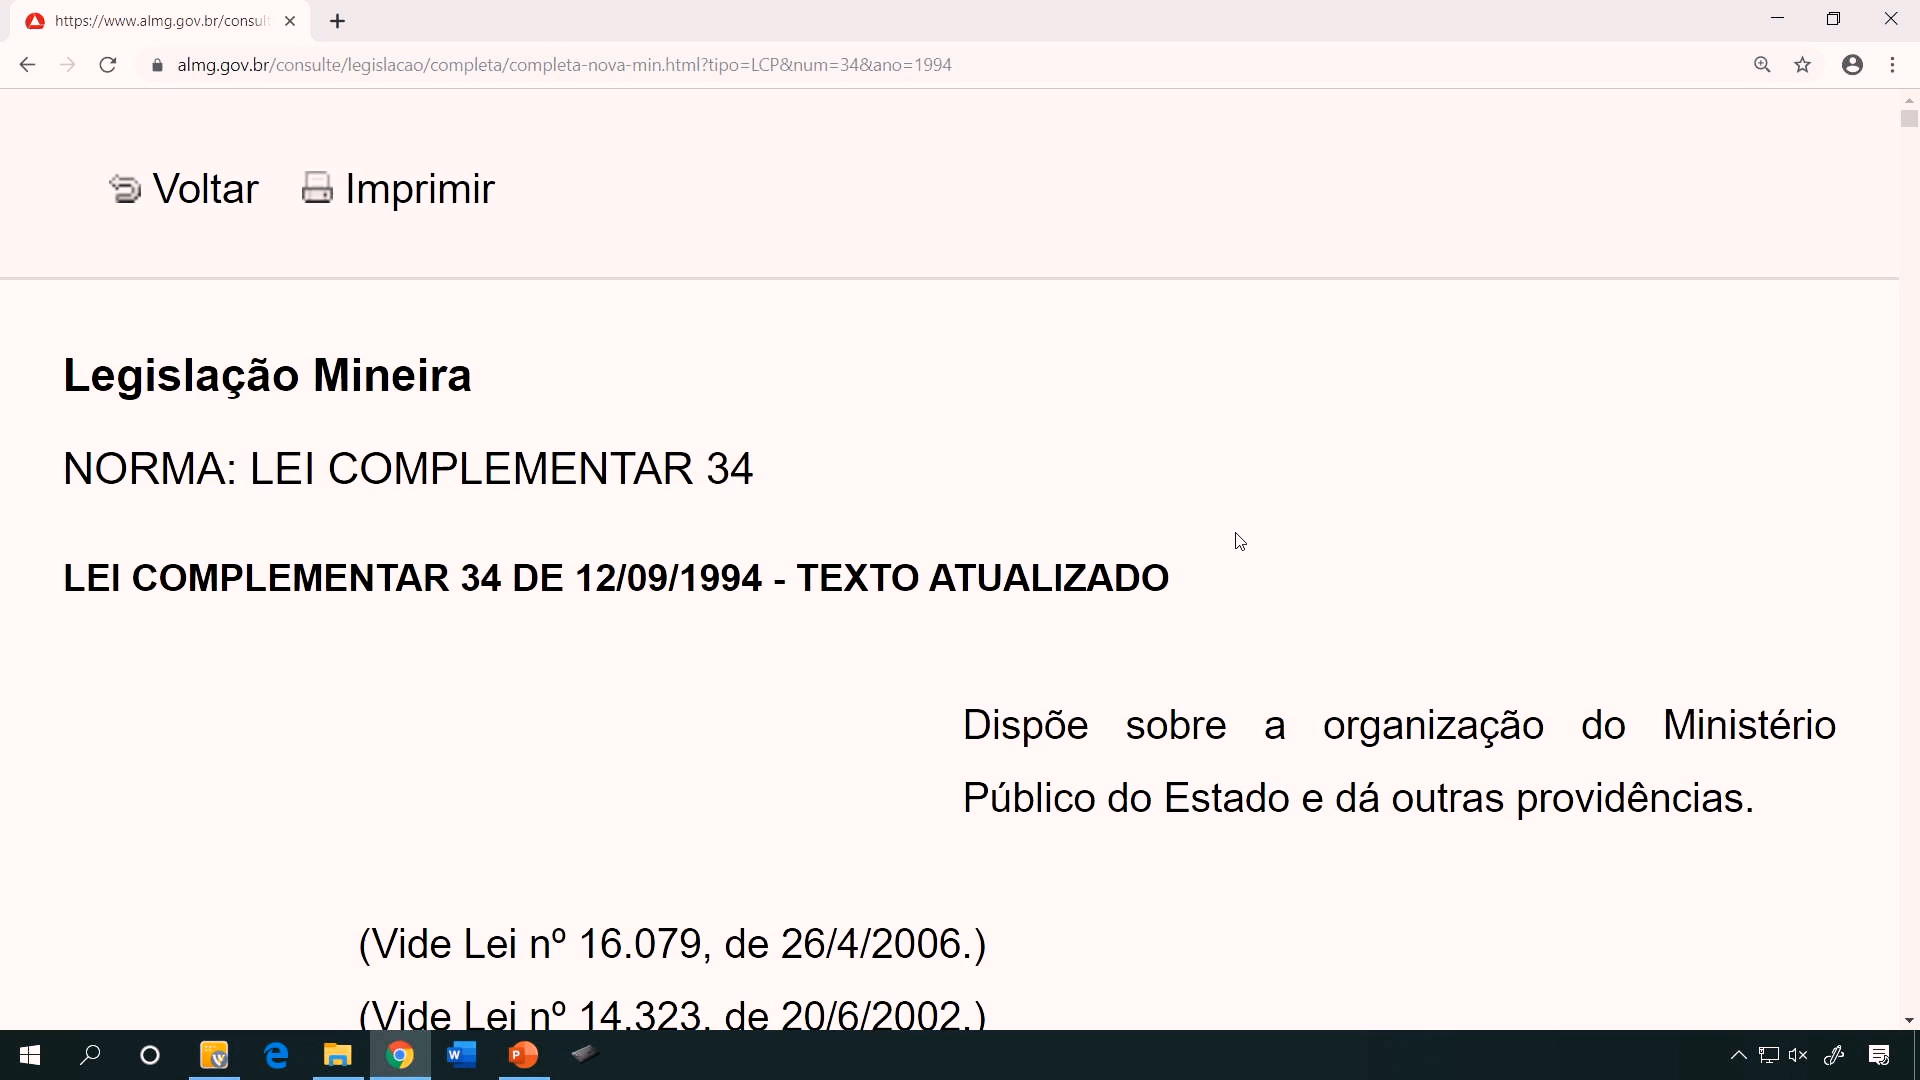 https://www.almg.gov.br/consult
almg.gov.br/consulte/legislacao/completa/completa-nova-min.html?tipo=LCP&num=34&ano=1994
Voltar Imprimir
Legislação Mineira
NORMA: LEI COMPLEMENTAR 34
LEI COMPLEMENTAR 34 DE 12/09/1994 - TEXTO ATUALIZADO
Dispõe sobre a organização do Ministério
Público do Estado e dá outras providências.
(Vide Lei nº 16.079, de 26/4/2006.)
(Vide Lei nº 14.323, de 20/6/2002.)